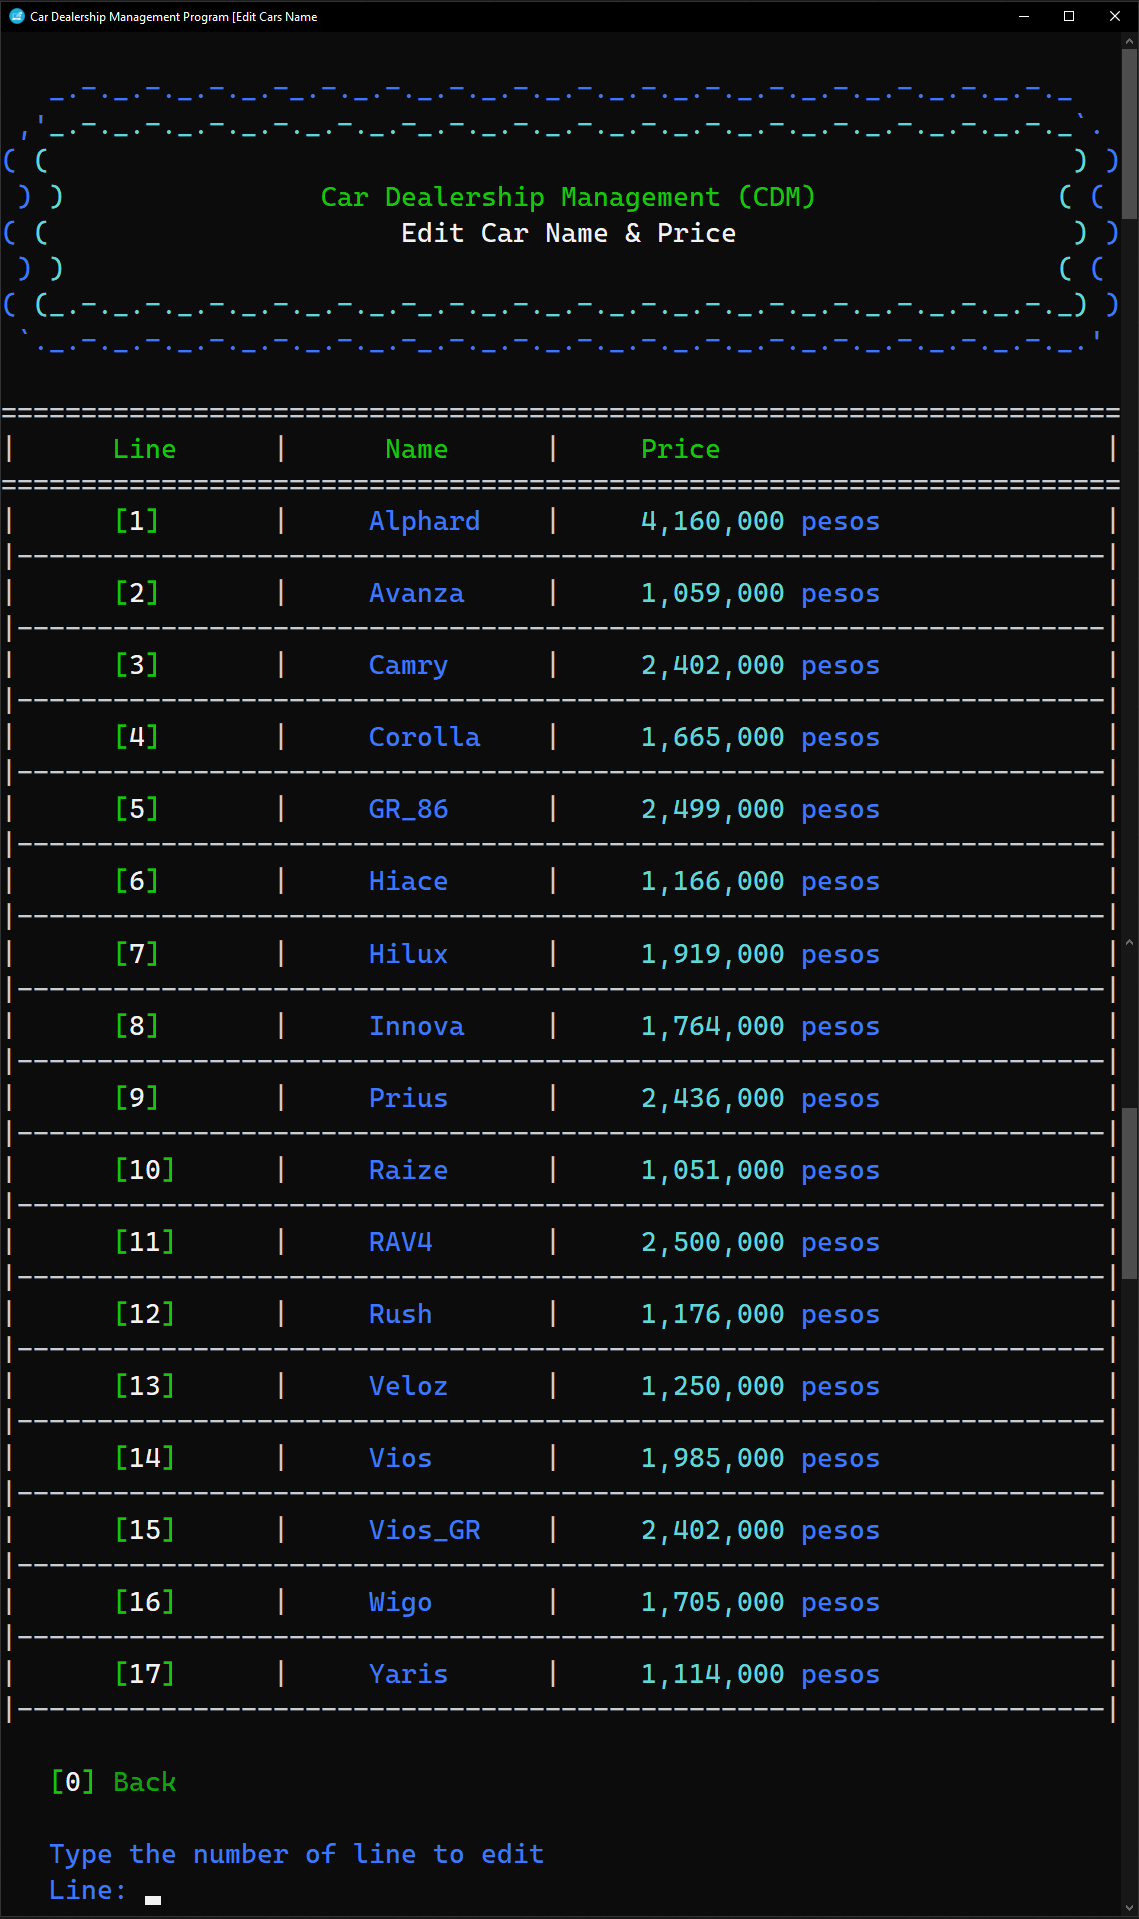 Car Dealership Management Program [Edit Cars Name
Car Dealership Management (CDM)
Edit Car Name & Price
| Line | Name | Price |
| [1] | Alphard | 4,160,000 pesos |
| [2] | Avanza | 1,059,000 pesos |
| [3] | Camry | 2,402,000 pesos |
| [4] | Corolla | 1,665,000 pesos |
| [5] | GR_86 | 2,499,000 pesos |
| [6] | Hiace | 1,166,000 pesos |
| [7] | Hilux | 1,919,000 pesos |
| [8] | Innova | 1,764,000 pesos |
| [9] | Prius | 2,436,000 pesos |
| [10] | Raize | 1,051,000 pesos |
| [11] | RAV4 | 2,500,000 pesos |
| [12] | Rush | 1,176,000 pesos |
| [13] | Veloz | 1,250,000 pesos |
| [14] | Vios | 1,985,000 pesos |
| [15] | Vios_GR | 2,402,000 pesos |
| [16] | Wigo | 1,705,000 pesos |
| [17] | Yaris | 1,114,000 pesos |
[0] Back
Type the number of line to edit
Line: